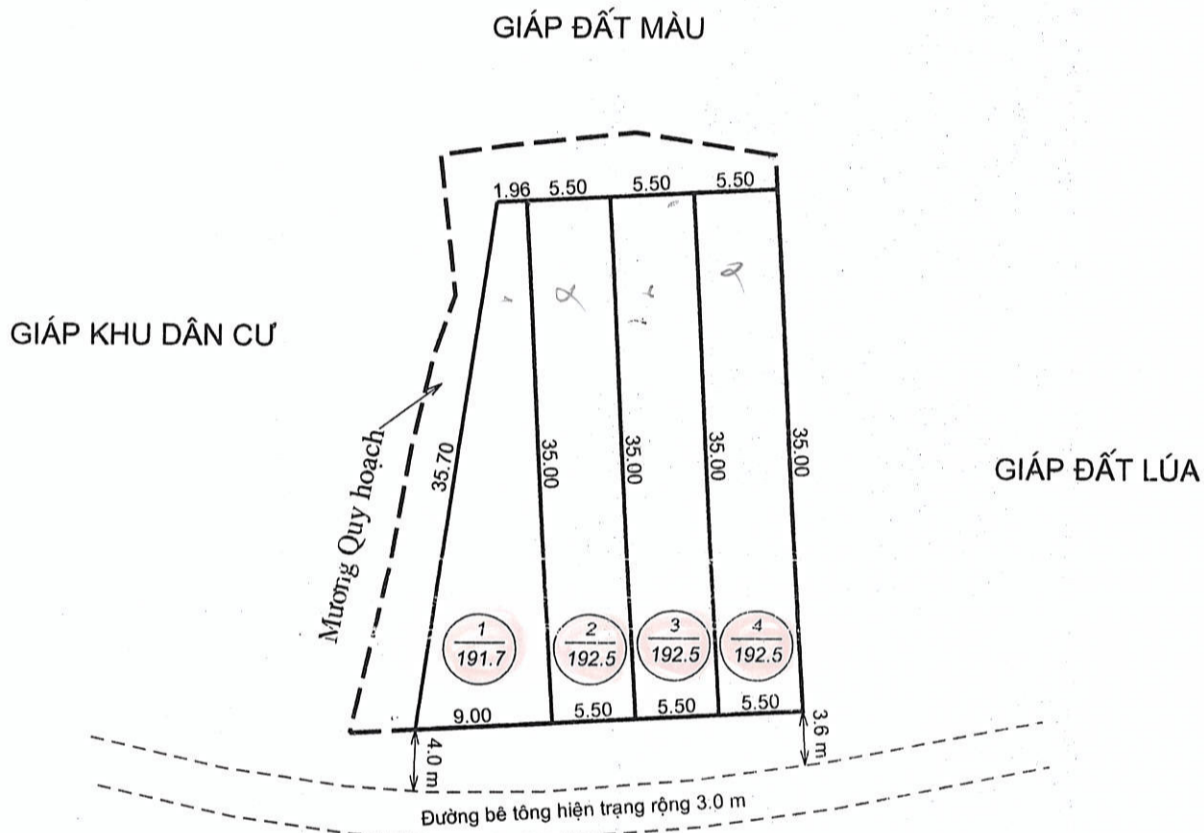 GIÁP ĐẤT MÀU
1.96 5.50 5.50 5.50
GIÁP KHU DÂN CƯ
Mương Quy hoạch
35.70
35.00
35.00
35.00
35.00
GIÁP ĐẤT LÚA
1
191.7
2
192.5
3
192.5
4
192.5
9.00 5.50 5.50 5.50
4.0 m
3.6 m
Đường bê tông hiện trạng rộng 3.0 m